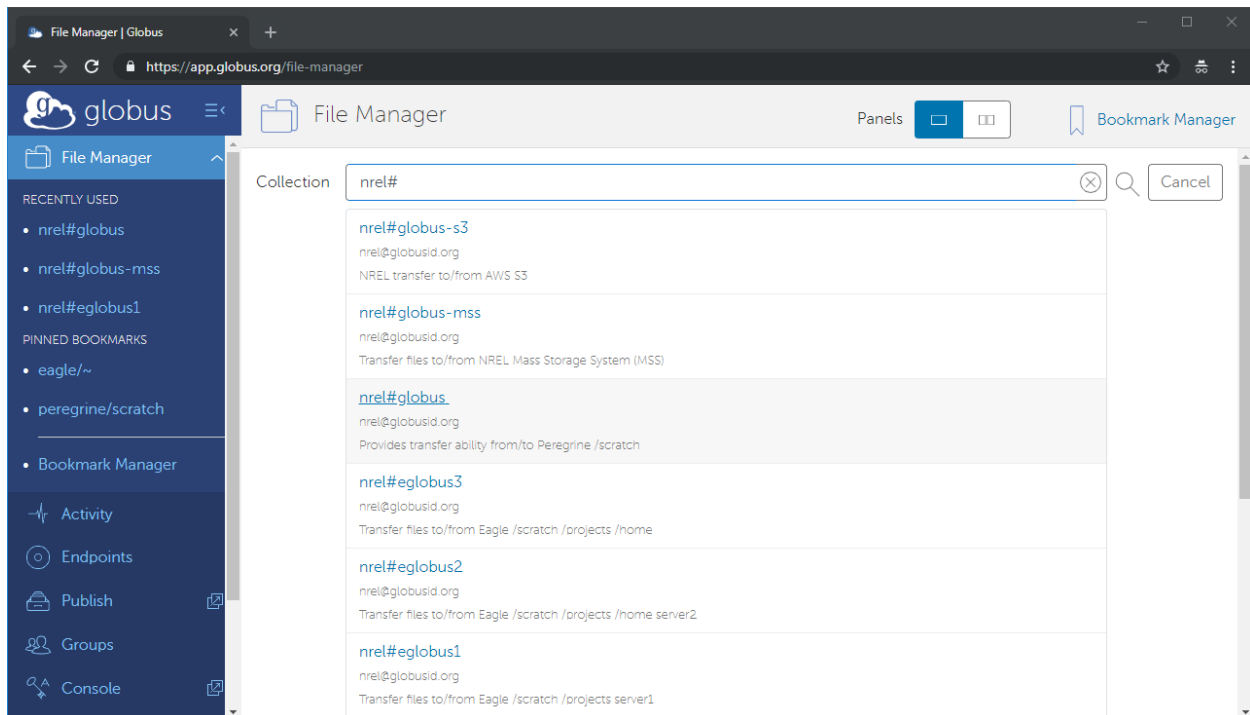 File Manager | Globus
https://app.globus.org/file-manager
globus
File Manager
RECENTLY USED
nrel#globus
nrel#globus-mss
nrel#eglobus1
PINNED BOOKMARKS
eagle/~
peregrine/scratch
Bookmark Manager
Activity
Endpoints
Publish
Groups
Console
File Manager
Panels
Bookmark Manager
Collection
nrel#
Cancel
nrel#globus-s3
nrel@globusid.org
NREL transfer to/from AWS S3
nrel#globus-mss
nrel@globusid.org
Transfer files to/from NREL Mass Storage System (MSS)
nrel#globus
nrel@globusid.org
Provides transfer ability from/to Peregrine /scratch
nrel#eglobus3
nrel@globusid.org
Transfer files to/from Eagle /scratch /projects /home
nrel#eglobus2
nrel@globusid.org
Transfer files to/from Eagle /scratch /projects /home server2
nrel#eglobus1
nrel@globusid.org
Transfer files to/from Eagle /scratch /projects server1